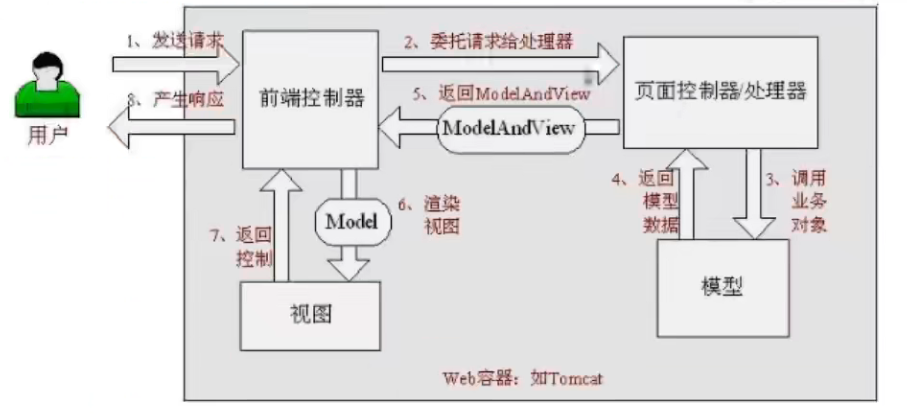 1、发送请求
2、委托请求给处理器
前端控制器
页面控制器/处理器
5、返回ModelAndView
ModelAndView
8、产生响应
用户
4、返回
模型
数据
3、调用
业务
对象
6、渲染
视图
Model
7、返回
控制
视图
模型
Web容器：如Tomcat